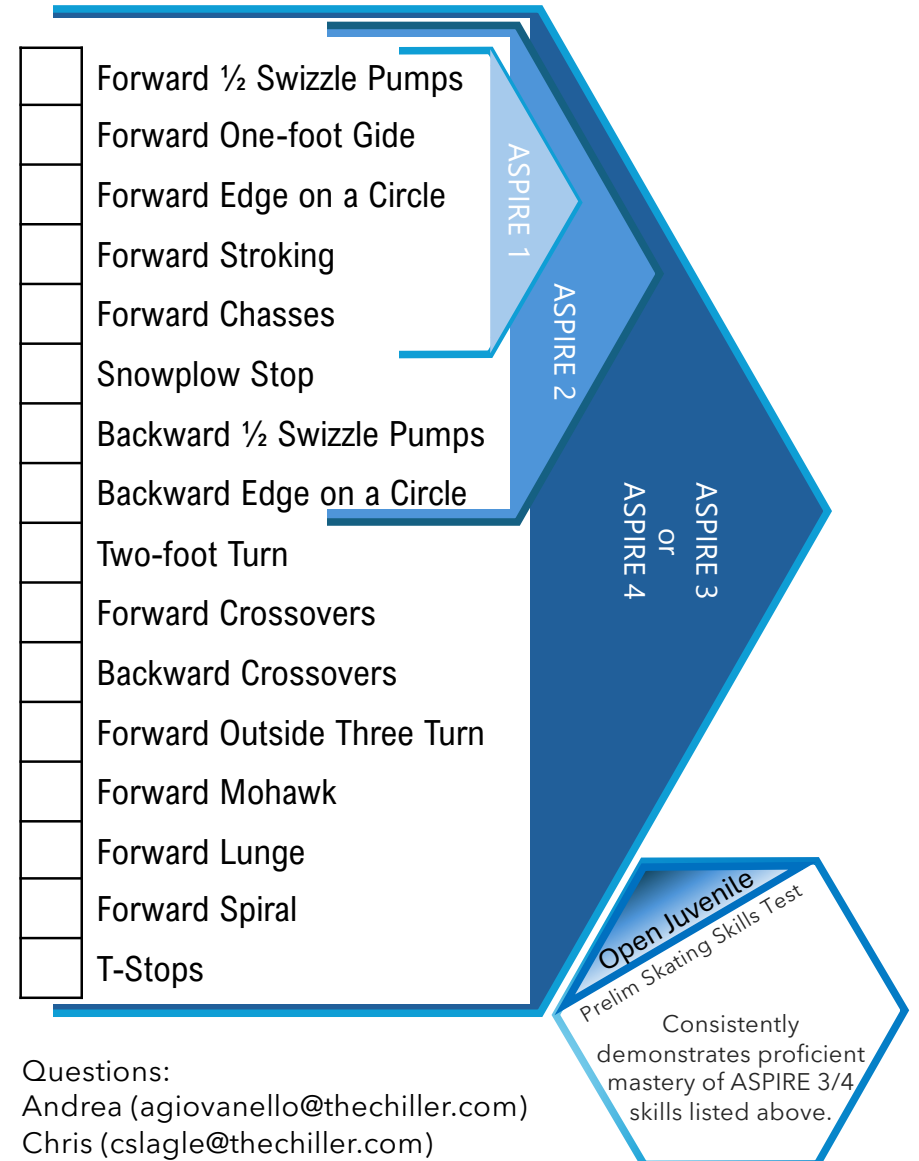 Forward ½ Swizzle Pumps
Forward One-foot Gide
Forward Edge on a Circle
Forward Stroking
Forward Chasses
Snowplow Stop
Backward ½ Swizzle Pumps
Backward Edge on a Circle
Two-foot Turn
Forward Crossovers
Backward Crossovers
Forward Outside Three Turn
Forward Mohawk
Forward Lunge
Forward Spiral
T-Stops
ASPIRE 1
ASPIRE 2
ASPIRE 3
or
ASPIRE 4
Open Juvenile
Prelim Skating Skills Test
Consistently
demonstrates proficient
mastery of ASPIRE 3/4
skills listed above.
Questions:
Andrea (agiovanello@thechiller.com)
Chris (cslagle@thechiller.com)